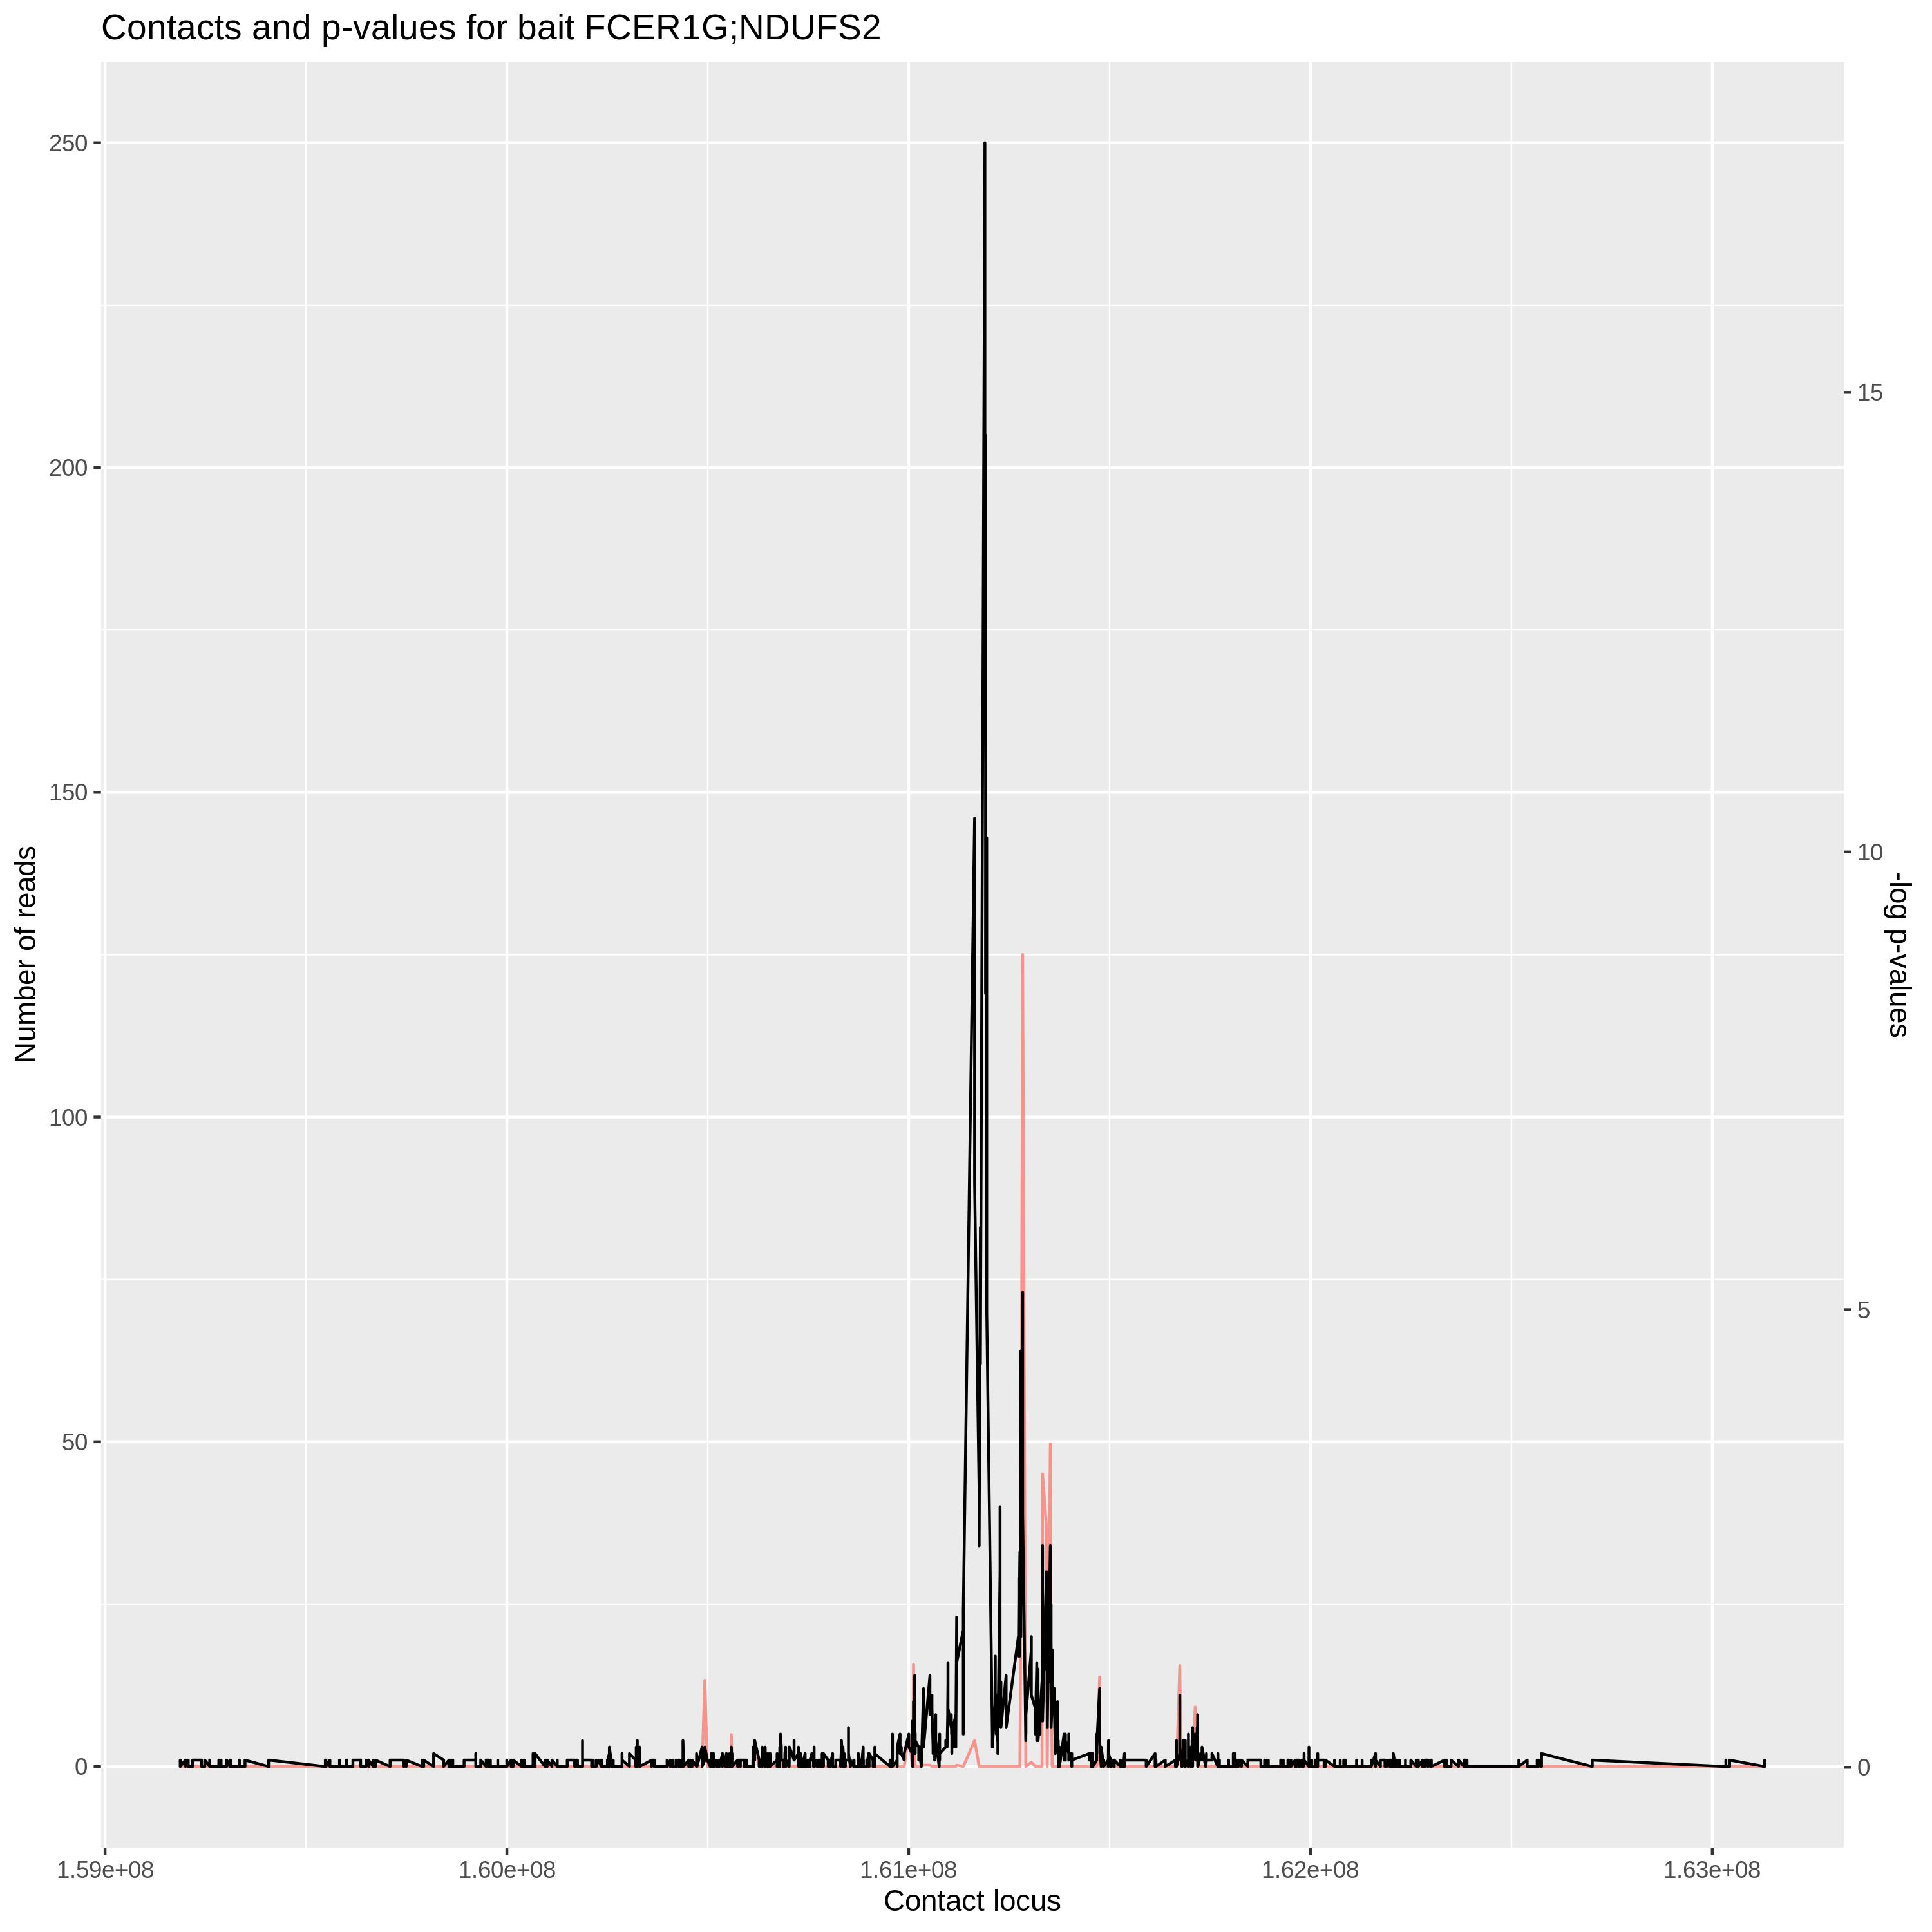 Contacts and p-values for bait FCER1G;NDUFS2
250
200
150
100
50
0
Number of reads
15
10
5
0
-log p-values
1.59e+08
1.60e+08
1.61e+08
1.62e+08
1.63e+08
Contact locus